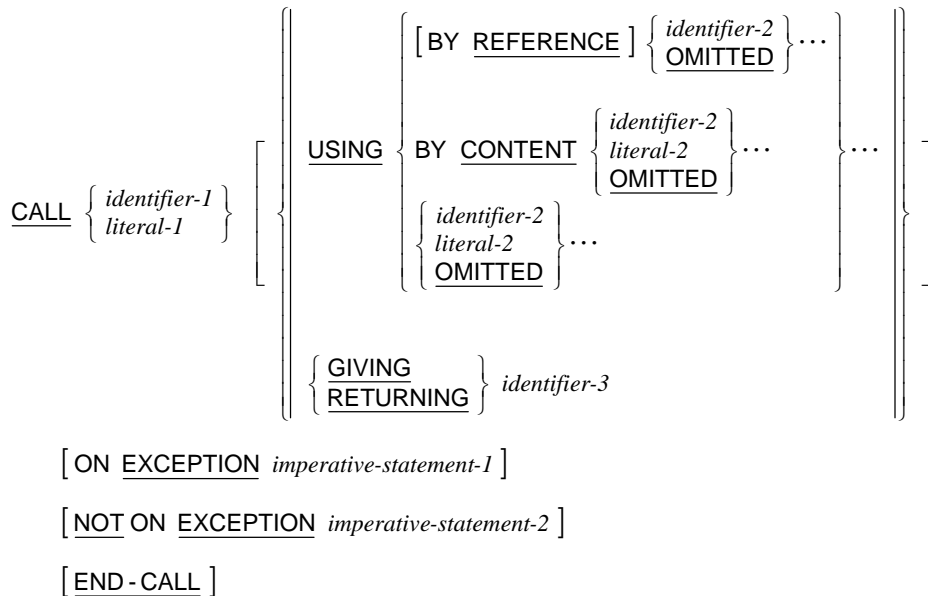 [ BY REFERENCE ] { identifier-2
OMITTED } ...
USING { BY CONTENT { identifier-2
literal-2
OMITTED } ... } ...
CALL { identifier-1
literal-1 }
{ identifier-2
literal-2
OMITTED } ...
{ GIVING
RETURNING } identifier-3
[ ON EXCEPTION imperative-statement-1 ]
[ NOT ON EXCEPTION imperative-statement-2 ]
[ END-CALL ]